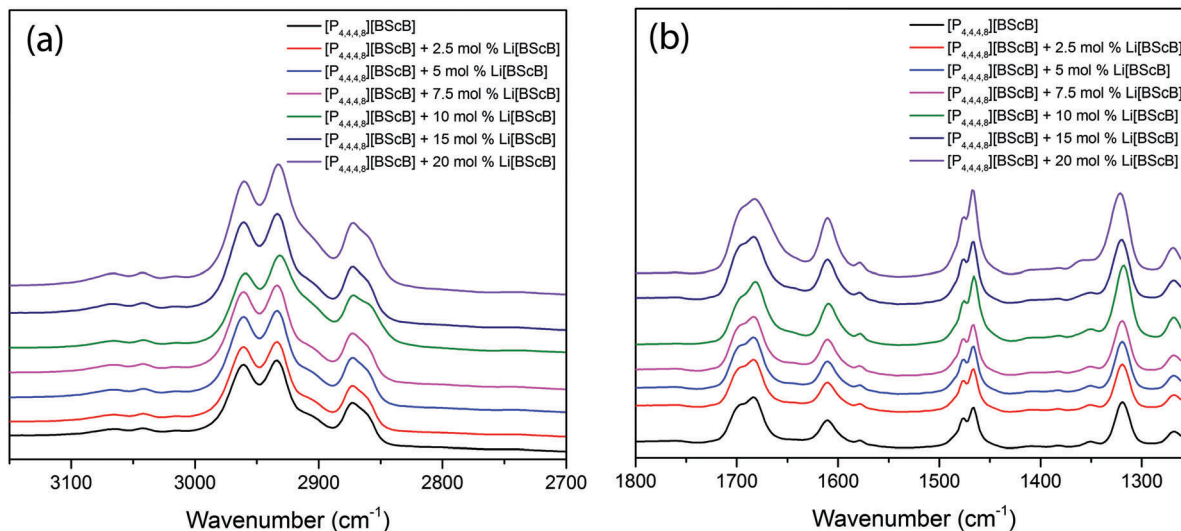 (a)
[P4,4,4,8][BScB]
[P4,4,4,8][BScB] + 2.5 mol % Li[BScB]
[P4,4,4,8][BScB] + 5 mol % Li[BScB]
[P4,4,4,8][BScB] + 7.5 mol % Li[BScB]
[P4,4,4,8][BScB] + 10 mol % Li[BScB]
[P4,4,4,8][BScB] + 15 mol % Li[BScB]
[P4,4,4,8][BScB] + 20 mol % Li[BScB]
3100 3000 2900 2800 2700
Wavenumber (cm⁻¹)
(b)
[P4,4,4,8][BScB]
[P4,4,4,8][BScB] + 2.5 mol % Li[BScB]
[P4,4,4,8][BScB] + 5 mol % Li[BScB]
[P4,4,4,8][BScB] + 7.5 mol % Li[BScB]
[P4,4,4,8][BScB] + 10 mol % Li[BScB]
[P4,4,4,8][BScB] + 15 mol % Li[BScB]
[P4,4,4,8][BScB] + 20 mol % Li[BScB]
1800 1700 1600 1500 1400 1300
Wavenumber (cm⁻¹)